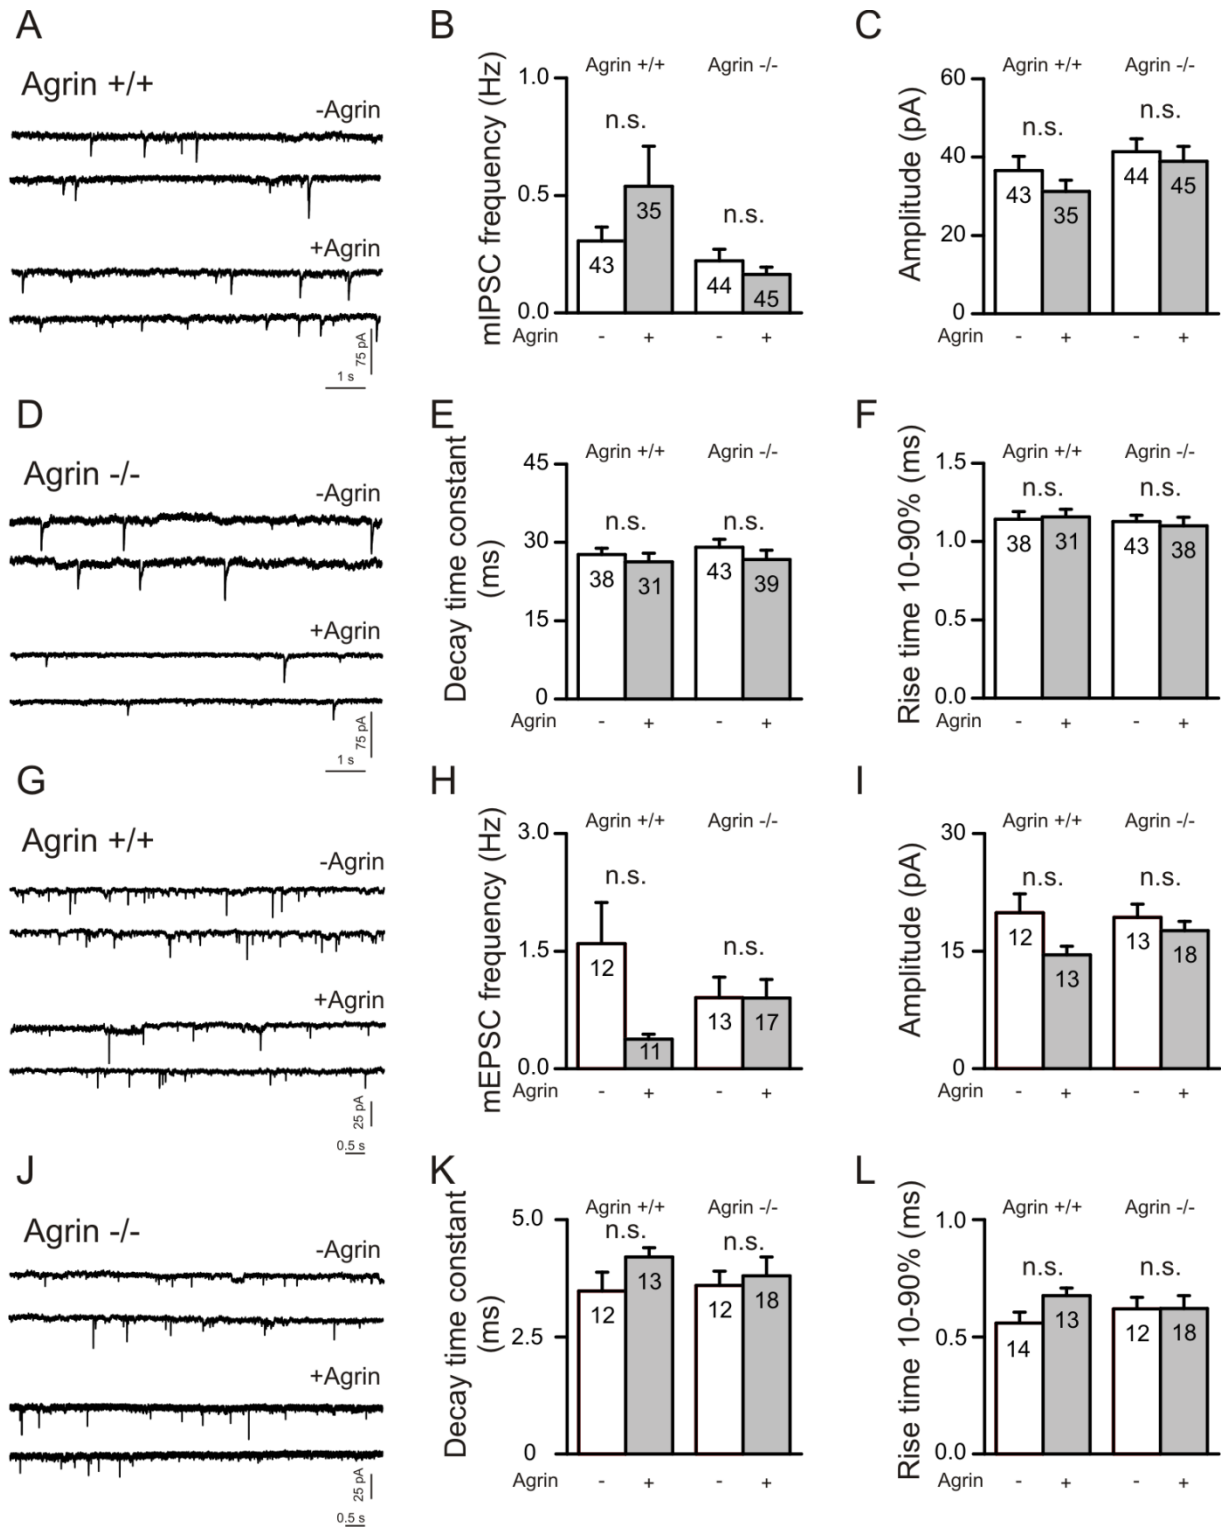 A
Agrin +/+
-Agrin
+Agrin
75 pA
1 s
B
mIPSC frequency (Hz)
1.0
0.5
0.0
Agrin +/+
Agrin -/-
n.s.
n.s.
43
35
44
45
Agrin - + - +
C
Amplitude (pA)
60
40
20
0
Agrin +/+
Agrin -/-
n.s.
n.s.
43
35
44
45
Agrin - + - +
D
Agrin -/-
-Agrin
+Agrin
75 pA
1 s
E
Decay time constant
(ms)
45
30
15
0
Agrin +/+
Agrin -/-
n.s.
n.s.
38
31
43
39
Agrin - + - +
F
Rise time 10-90% (ms)
1.5
1.0
0.5
0.0
Agrin +/+
Agrin -/-
n.s.
n.s.
38
31
43
38
Agrin - + - +
G
Agrin +/+
-Agrin
+Agrin
25 pA
0.5 s
H
mEPSC frequency (Hz)
3.0
1.5
0.0
Agrin +/+
Agrin -/-
n.s.
n.s.
12
11
13
17
Agrin - + - +
I
Amplitude (pA)
30
15
0
Agrin +/+
Agrin -/-
n.s.
n.s.
12
13
13
18
Agrin - + - +
J
Agrin -/-
-Agrin
+Agrin
25 pA
0.5 s
K
Decay time constant
(ms)
5.0
2.5
0
Agrin +/+
Agrin -/-
n.s.
n.s.
12
13
12
18
Agrin - + - +
L
Rise time 10-90% (ms)
1.0
0.5
0.0
Agrin +/+
Agrin -/-
n.s.
n.s.
14
13
12
18
Agrin - + - +